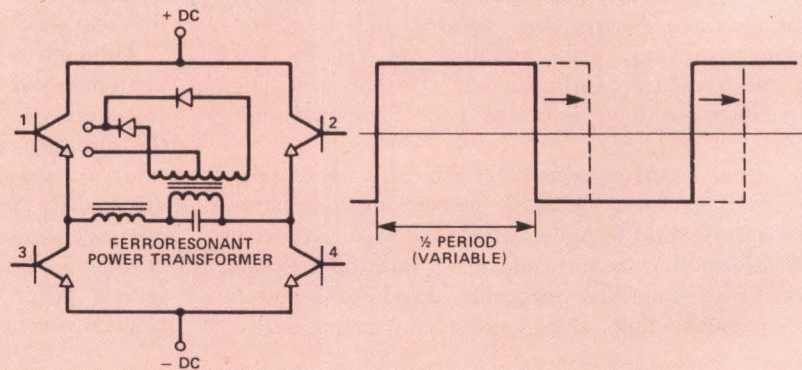 + DC
1
2
FERRORESONANT
POWER TRANSFORMER
3
4
½ PERIOD
(VARIABLE)
− DC